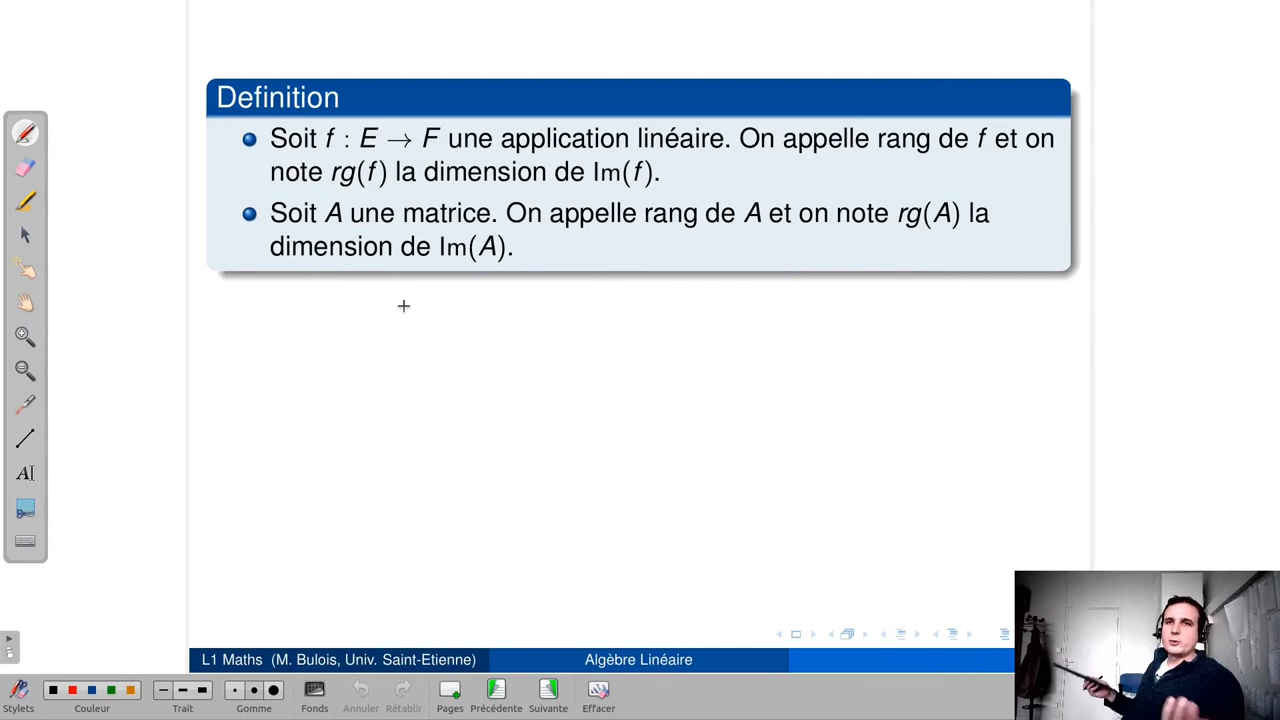 Definition
Soit f : E → F une application linéaire. On appelle rang de f et on
note rg(f) la dimension de Im(f).
Soit A une matrice. On appelle rang de A et on note rg(A) la
dimension de Im(A).
L1 Maths (M. Bulois, Univ. Saint-Etienne)
Algèbre Linéaire
Stylets
Couleur
Trait
Gomme
Fonds
Annuler
Rétablir
Pages
Précédente
Suivante
Effacer